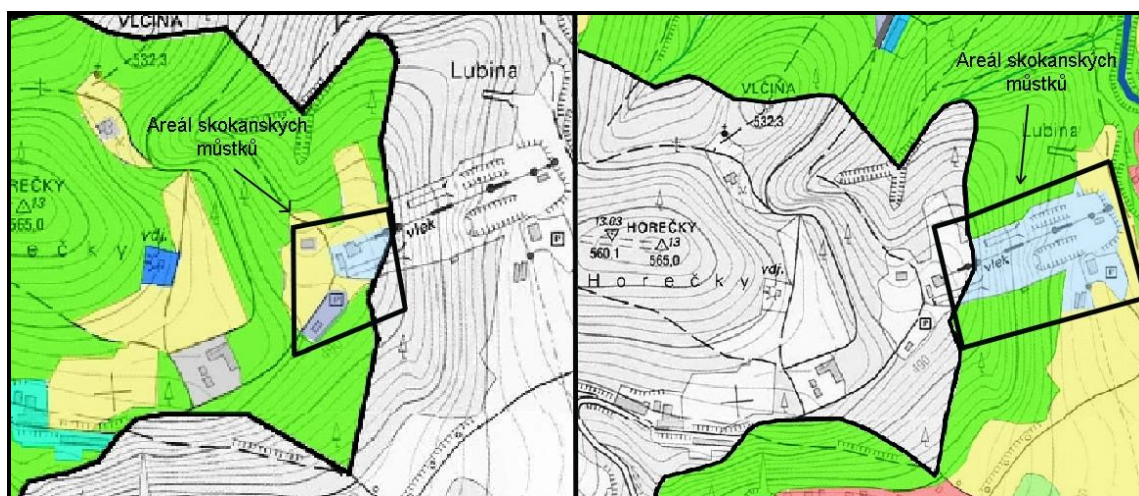 VLČINA
532,3
Lubina
Areál skokanských
můstků
REČKY
13
565,0
e č k y
vdj.
vlek
P
Areál skokanských
můstků
VLČINA
532,3
Lubina
13.03
HOREČKY
13
560,1
565,0
vdj.
H o r e č k y
vlek
P
490